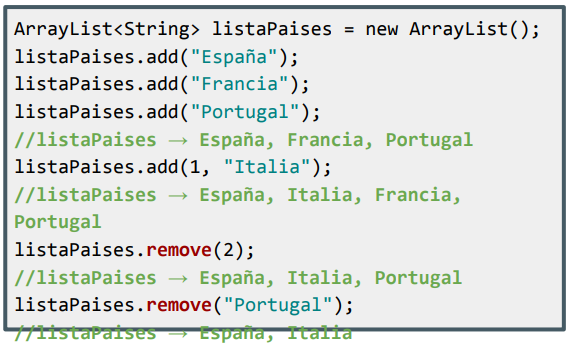 ArrayList<String> listaPaises = new ArrayList();
listaPaises.add("España");
listaPaises.add("Francia");
listaPaises.add("Portugal");
//listaPaises → España, Francia, Portugal
listaPaises.add(1, "Italia");
//listaPaises → España, Italia, Francia,
Portugal
listaPaises.remove(2);
//listaPaises → España, Italia, Portugal
listaPaises.remove("Portugal");
//listaPaises → España, Italia